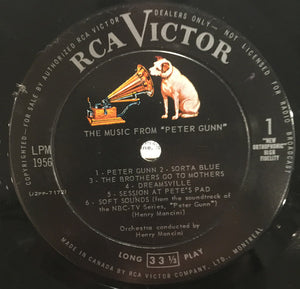 COPYRIGHTED — FOR SALE BY AUTHORIZED RCA VICTOR DEALERS ONLY — NOT
RCA VICTOR
THE MUSIC FROM "PETER GUNN"
LPM
1956
1
"NEW
ORTHOPHONIC"
HIGH
FIDELITY
(J2PP-7172)
1 - PETER GUNN 2 - SORTA BLUE
3 - THE BROTHERS GO TO MOTHERS
4 - DREAMSVILLE
5 - SESSION AT PETE'S PAD
6 - SOFT SOUNDS (from the soundtrack of
the NBC-TV Series, "Peter Gunn")
(Henry Mancini)
Orchestra conducted by
Henry Mancini
LONG 33⅓ PLAY
MADE IN CANADA BY RCA VICTOR COMPANY, LTD., MONTREAL